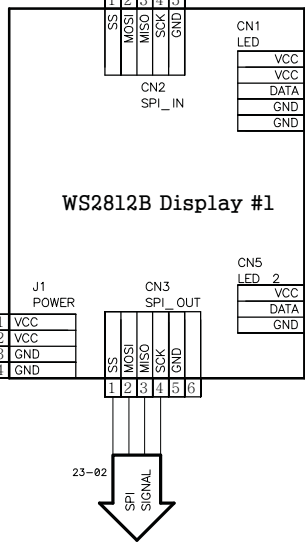 1 2 3 4 5
SS MOSI MISO SCK GND
CN2
SPI_IN
CN1
LED
VCC
VCC
DATA
GND
GND
WS2812B Display #1
CN5
LED_2
VCC
DATA
GND
J1
POWER
1 VCC
2 VCC
3 GND
4 GND
CN3
SPI_OUT
SS MOSI MISO SCK GND
1 2 3 4 5 6
23-02
SPI
SIGNAL